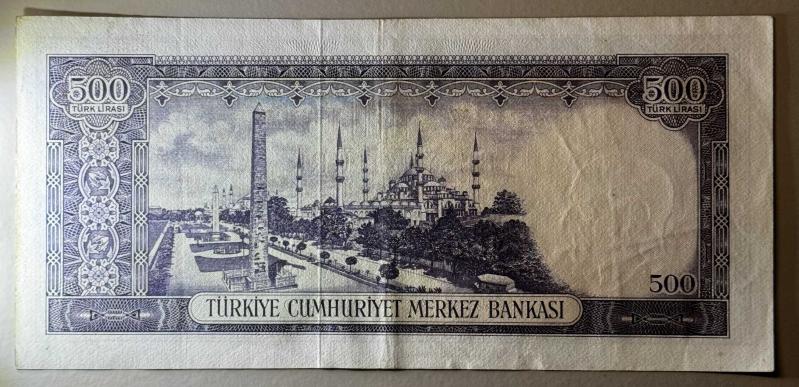 500
TÜRK LİRASI
500
TÜRK LİRASI
500
TÜRKİYE CUMHURİYET MERKEZ BANKASI